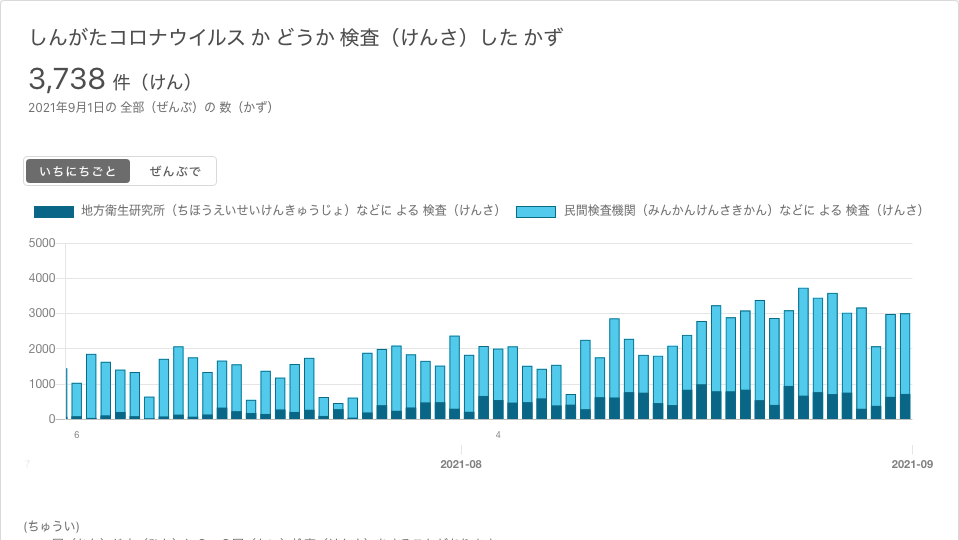 しんがたコロナウイルス か どうか 検査（けんさ）した かず
3,738 件（けん）
2021年9月1日の 全部（ぜんぶ）の 数（かず）
いちにちごと ぜんぶで
地方衛生研究所（ちほうえいせいけんきゅうじょ）などに よる 検査（けんさ） 民間検査機関（みんかんけんさきかん）などに よる 検査（けんさ）
5000
4000
3000
2000
1000
0
6 4
7 2021-08 2021-09
(ちゅうい)